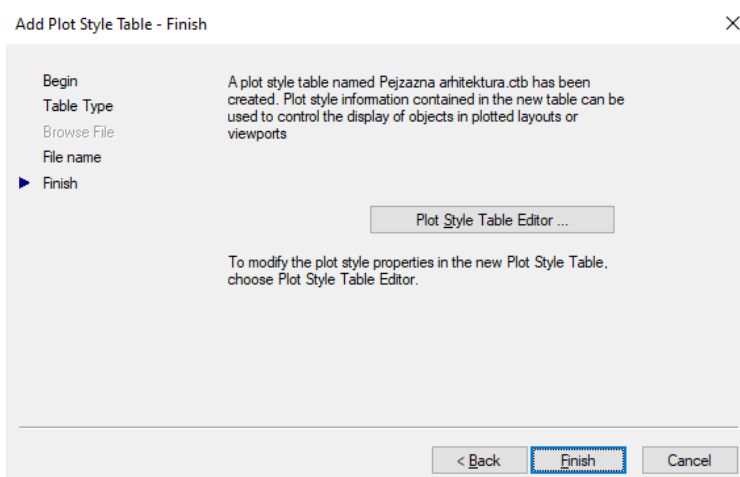 Add Plot Style Table - Finish
Begin
Table Type
Browse File
File name
Finish
A plot style table named Pejzazna arhitektura.ctb has been
created. Plot style information contained in the new table can be
used to control the display of objects in plotted layouts or
viewports
Plot Style Table Editor ...
To modify the plot style properties in the new Plot Style Table,
choose Plot Style Table Editor.
< Back
Finish
Cancel